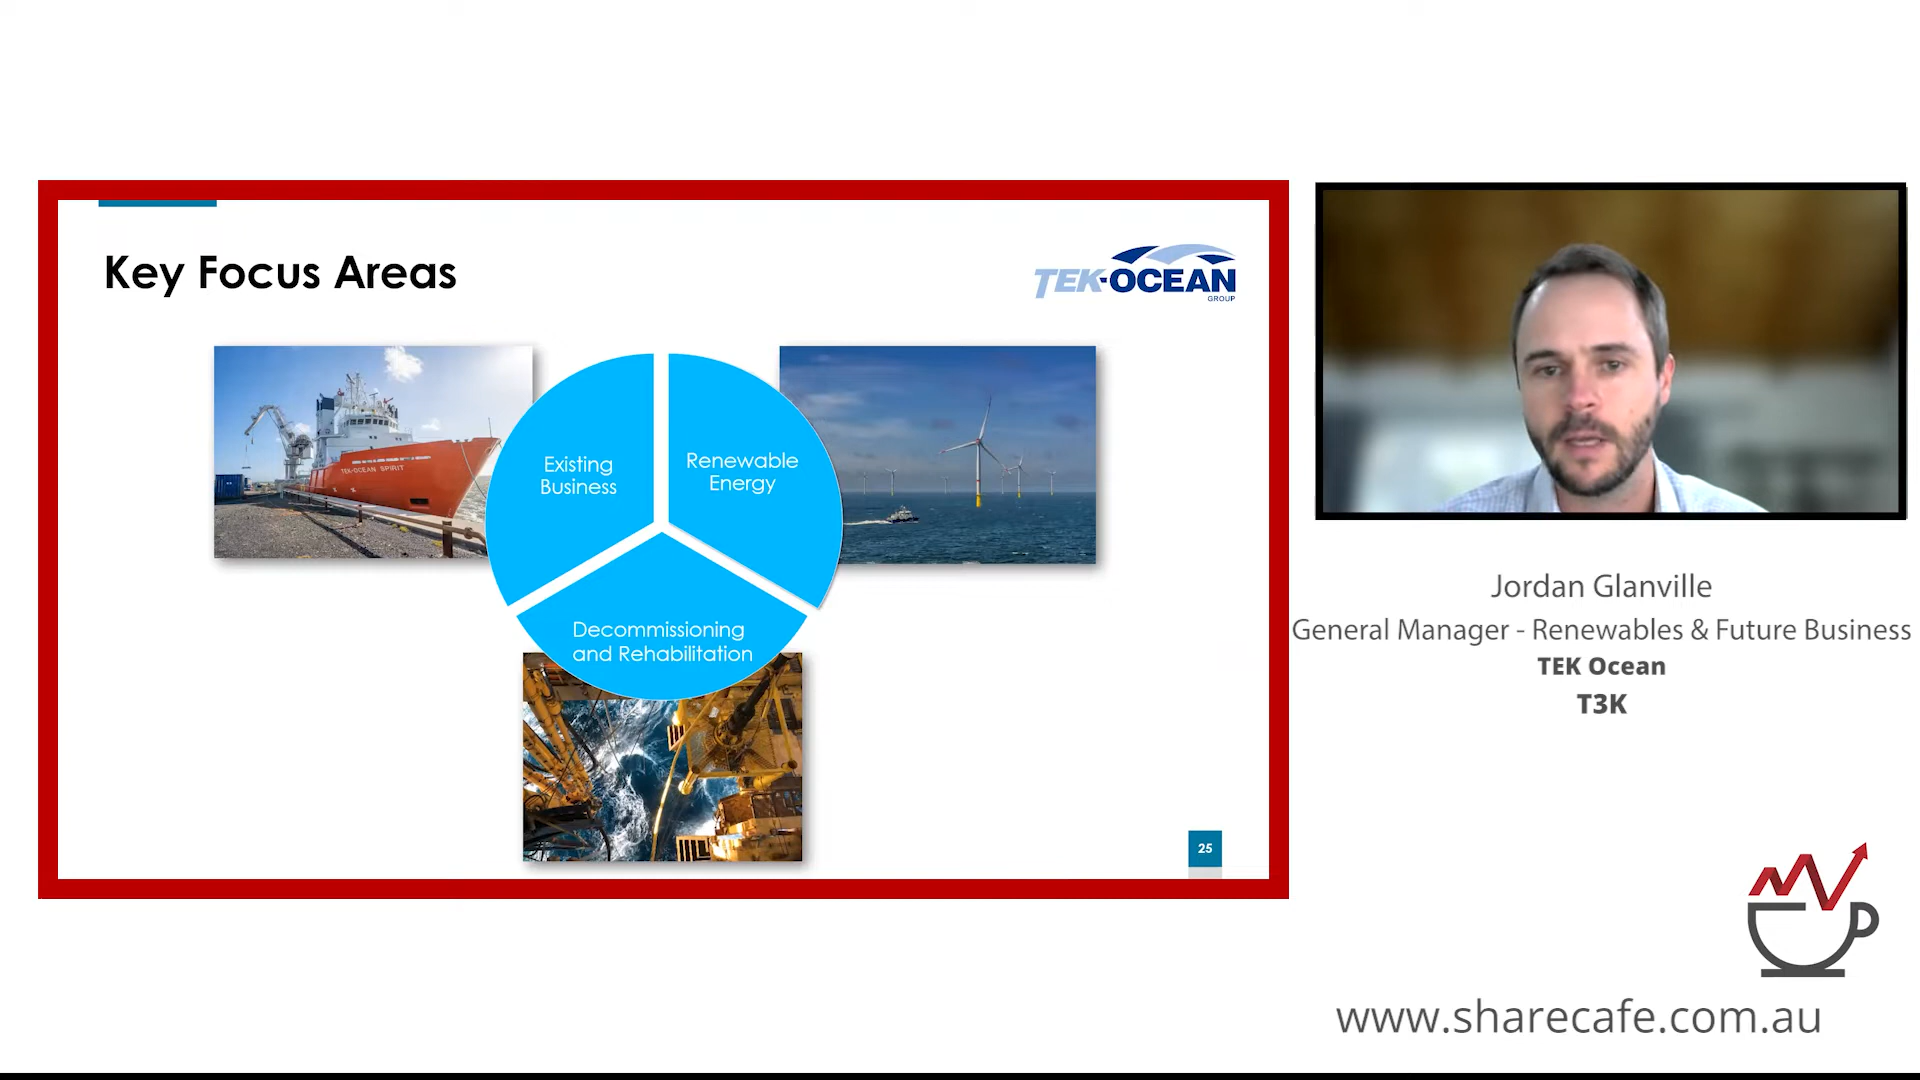 Key Focus Areas
TEK-OCEAN
GROUP
TEK-OCEAN SPIRIT
Existing
Business
Renewable
Energy
Decommissioning
and Rehabilitation
25
Jordan Glanville
General Manager - Renewables & Future Business
TEK Ocean
T3K
www.sharecafe.com.au